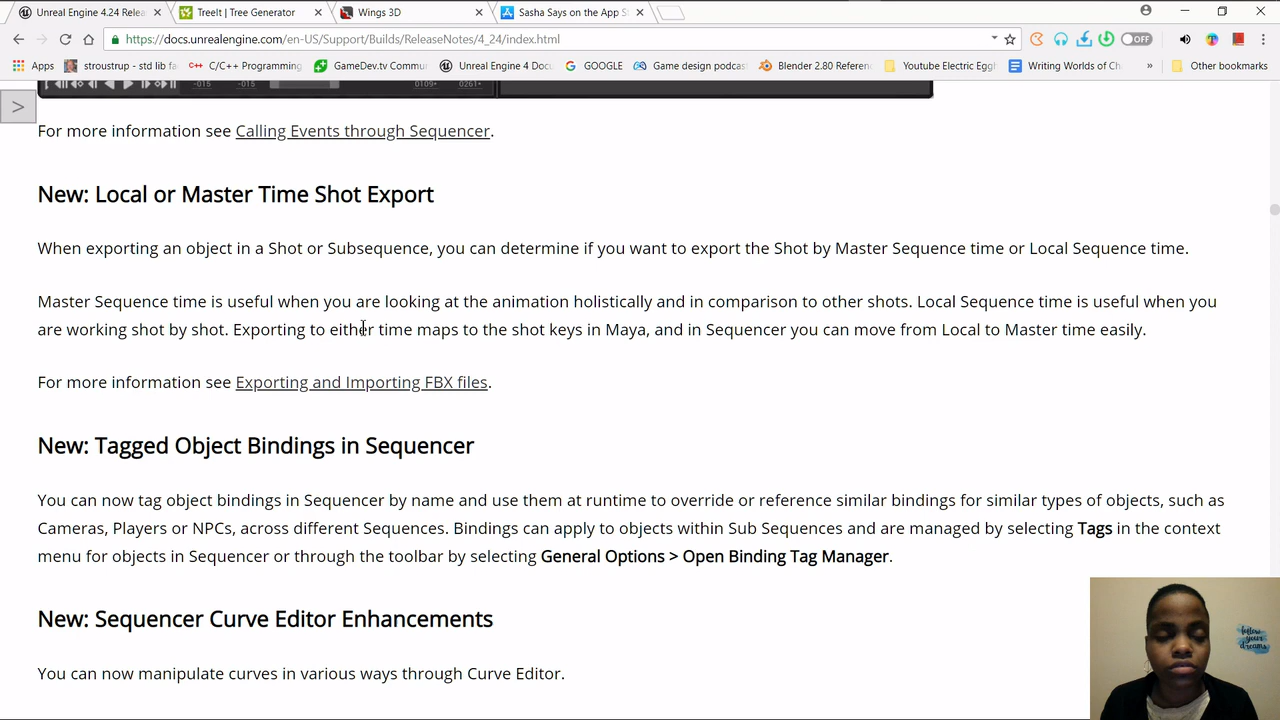 Unreal Engine 4.24 Relea
TreeIt | Tree Generator
Wings 3D
Sasha Says on the App S
https://docs.unrealengine.com/en-US/Support/Builds/ReleaseNotes/4_24/index.html
OFF
Apps
stroustrup - std lib fa
C/C++ Programming
GameDev.tv Commu
Unreal Engine 4 Docu
GOOGLE
Game design podcas
Blender 2.80 Referen
Youtube Electric Eggl
Writing Worlds of Ch
»
Other bookmarks
-015 -015 0109+ 0261+
>
For more information see Calling Events through Sequencer.
New: Local or Master Time Shot Export
When exporting an object in a Shot or Subsequence, you can determine if you want to export the Shot by Master Sequence time or Local Sequence time.
Master Sequence time is useful when you are looking at the animation holistically and in comparison to other shots. Local Sequence time is useful when you
are working shot by shot. Exporting to either time maps to the shot keys in Maya, and in Sequencer you can move from Local to Master time easily.
For more information see Exporting and Importing FBX files.
New: Tagged Object Bindings in Sequencer
You can now tag object bindings in Sequencer by name and use them at runtime to override or reference similar bindings for similar types of objects, such as
Cameras, Players or NPCs, across different Sequences. Bindings can apply to objects within Sub Sequences and are managed by selecting Tags in the context
menu for objects in Sequencer or through the toolbar by selecting General Options > Open Binding Tag Manager.
New: Sequencer Curve Editor Enhancements
You can now manipulate curves in various ways through Curve Editor.
follow
your
dreams